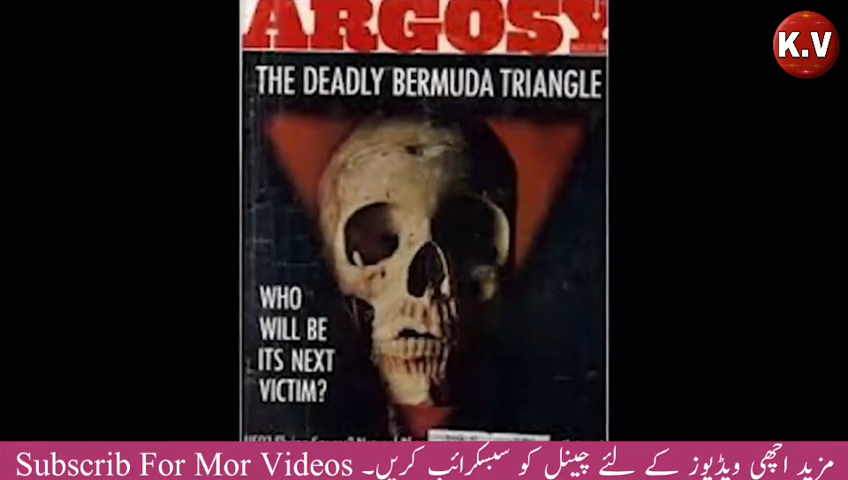 ARGOSY
K.V
THE DEADLY BERMUDA TRIANGLE
WHO
WILL BE
ITS NEXT
VICTIM?
Subscrib For Mor Videos مزید اچھی ویڈیوز کے لئے چینل کو سبسکرائب کریں۔